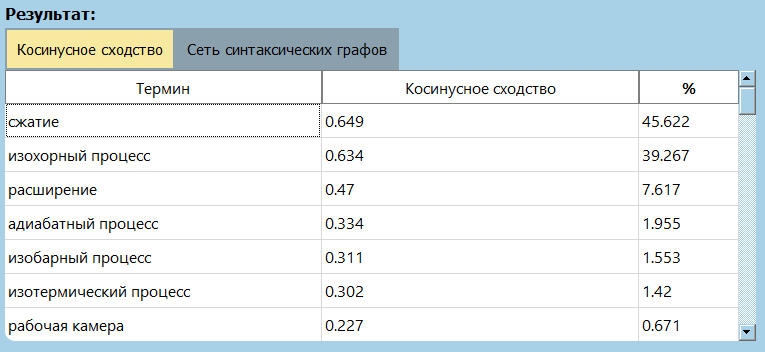 Результат:
Косинусное сходство Сеть синтаксических графов
Термин Косинусное сходство %
сжатие 0.649 45.622
изохорный процесс 0.634 39.267
расширение 0.47 7.617
адиабатный процесс 0.334 1.955
изобарный процесс 0.311 1.553
изотермический процесс 0.302 1.42
рабочая камера 0.227 0.671